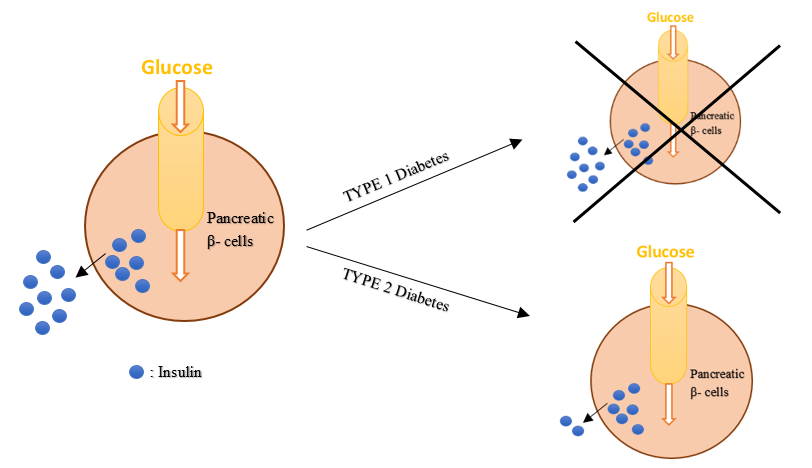 Glucose
Pancreatic
β- cells
: Insulin
TYPE 1 Diabetes
TYPE 2 Diabetes
Glucose
Pancreatic
β- cells
Glucose
Pancreatic
β- cells